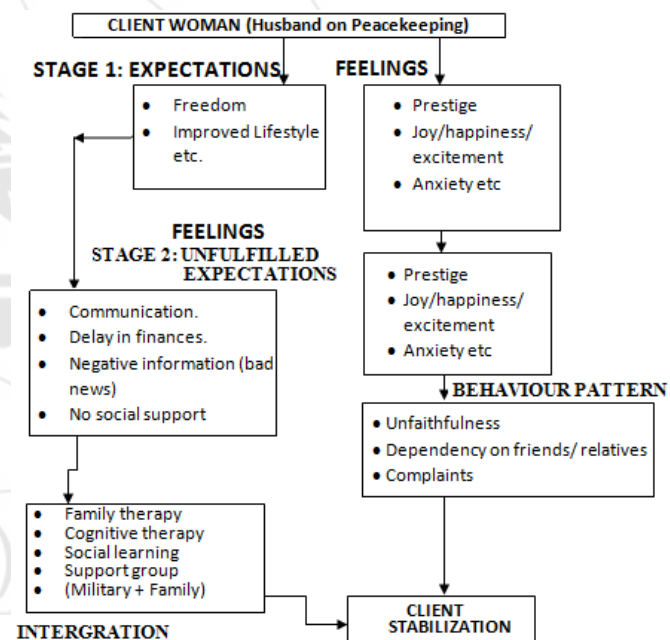 CLIENT WOMAN (Husband on Peacekeeping)
STAGE 1: EXPECTATIONS
FEELINGS
• Freedom
• Improved Lifestyle
etc.
• Prestige
• Joy/happiness/
excitement
• Anxiety etc
FEELINGS
STAGE 2: UNFULFILLED
EXPECTATIONS
• Communication.
• Delay in finances.
• Negative information (bad
news)
• No social support
• Prestige
• Joy/happiness/
excitement
• Anxiety etc
BEHAVIOUR PATTERN
• Unfaithfulness
• Dependency on friends/ relatives
• Complaints
• Family therapy
• Cognitive therapy
• Social learning
• Support group
• (Military + Family)
INTERGRATION
CLIENT
STABILIZATION